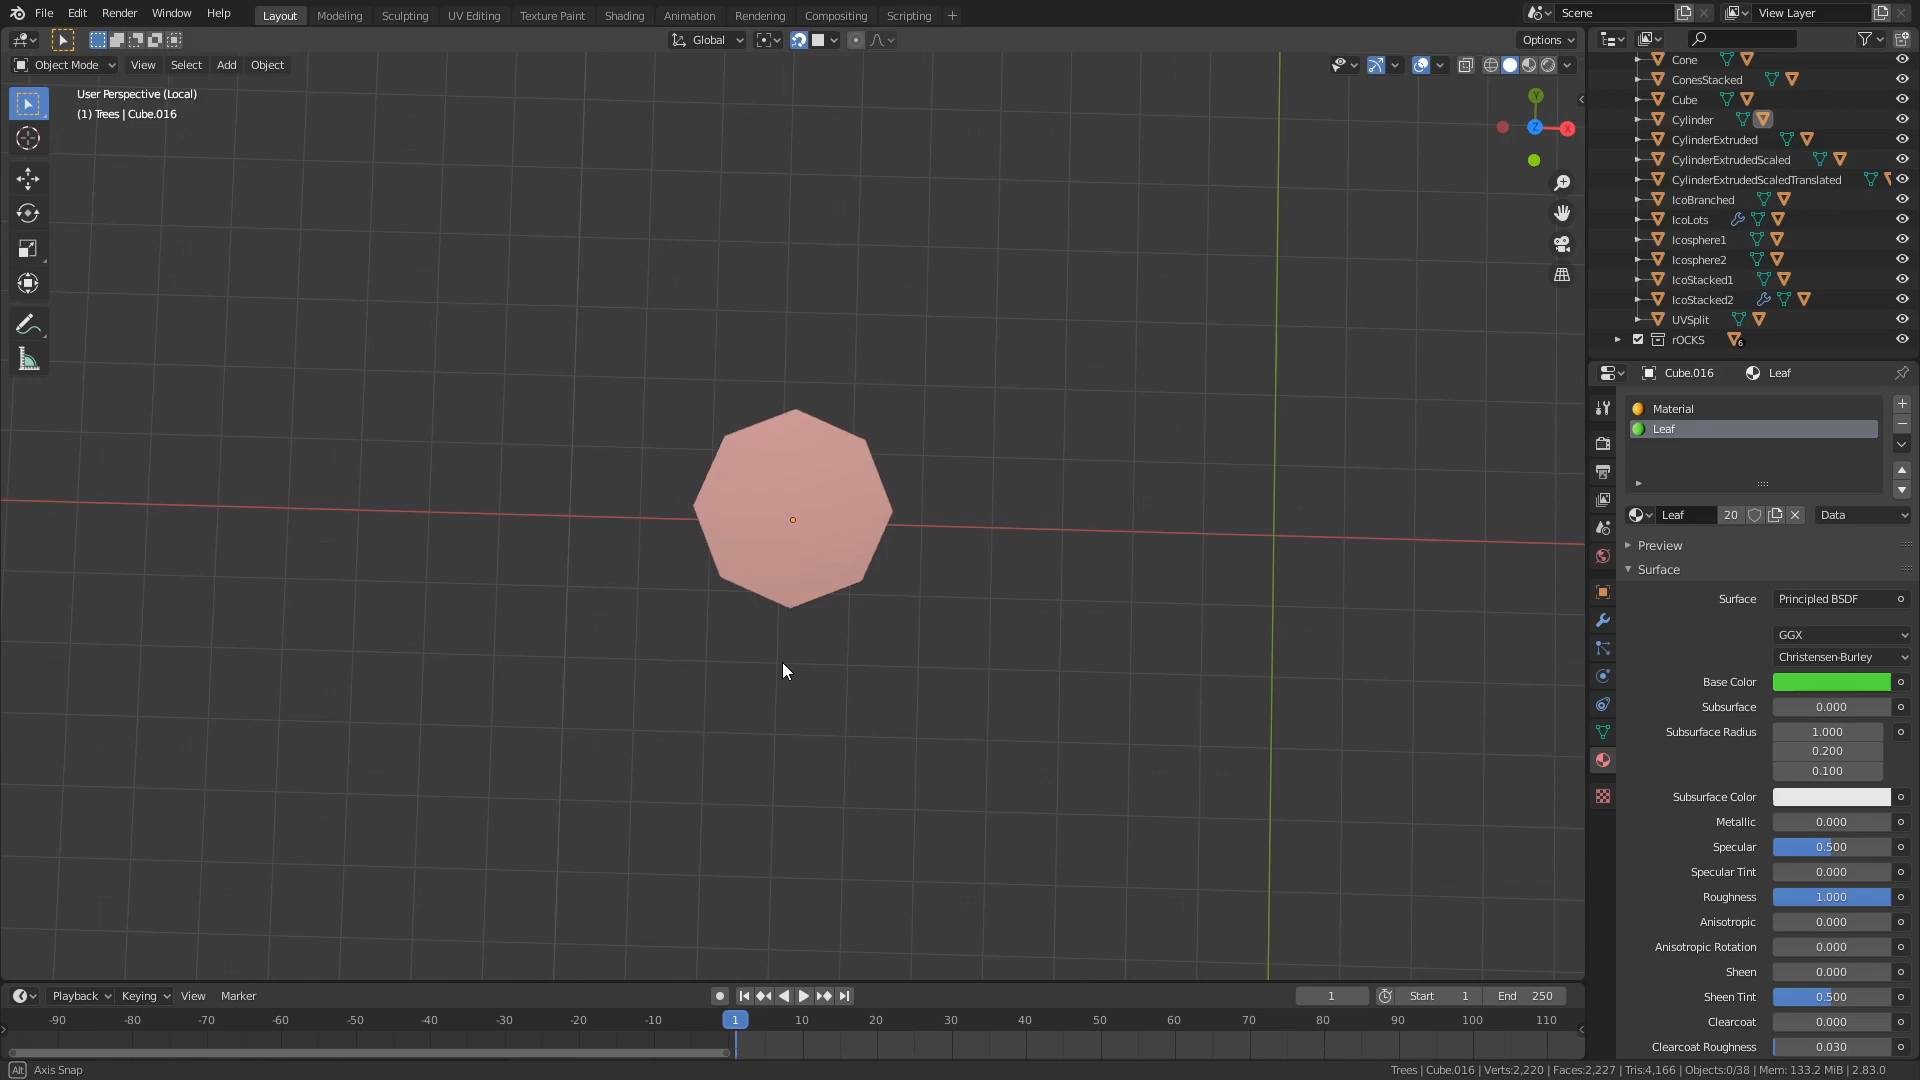 File Edit Render Window Help Layout Modeling Sculpting UV Editing Texture Paint Shading Animation Rendering Compositing Scripting + Scene View Layer
Global Options
Object Mode View Select Add Object
User Perspective (Local)
(1) Trees | Cube.016
Y
Z
X
Cone
ConesStacked
Cube
Cylinder
CylinderExtruded
CylinderExtrudedScaled
CylinderExtrudedScaledTranslated
IcoBranched
IcoLots
Icosphere1
Icosphere2
IcoStacked1
IcoStacked2
UVSplit
rOCKS 6
Cube.016 Leaf
Material
Leaf
Leaf 20 Data
Preview
Surface
Surface Principled BSDF
GGX
Christensen-Burley
Base Color
Subsurface 0.000
Subsurface Radius 1.000
0.200
0.100
Subsurface Color
Metallic 0.000
Specular 0.500
Specular Tint 0.000
Roughness 1.000
Anisotropic 0.000
Anisotropic Rotation 0.000
Sheen 0.000
Sheen Tint 0.500
Clearcoat 0.000
Clearcoat Roughness 0.030
Playback Keying View Marker 1 Start 1 End 250
-90 -80 -70 -60 -50 -40 -30 -20 -10 1 10 20 30 40 50 60 70 80 90 100 110
Alt Axis Snap Trees | Cube.016 | Verts:2,220 | Faces:2,227 | Tris:4,166 | Objects:0/38 | Mem: 133.2 MiB | 2.83.0